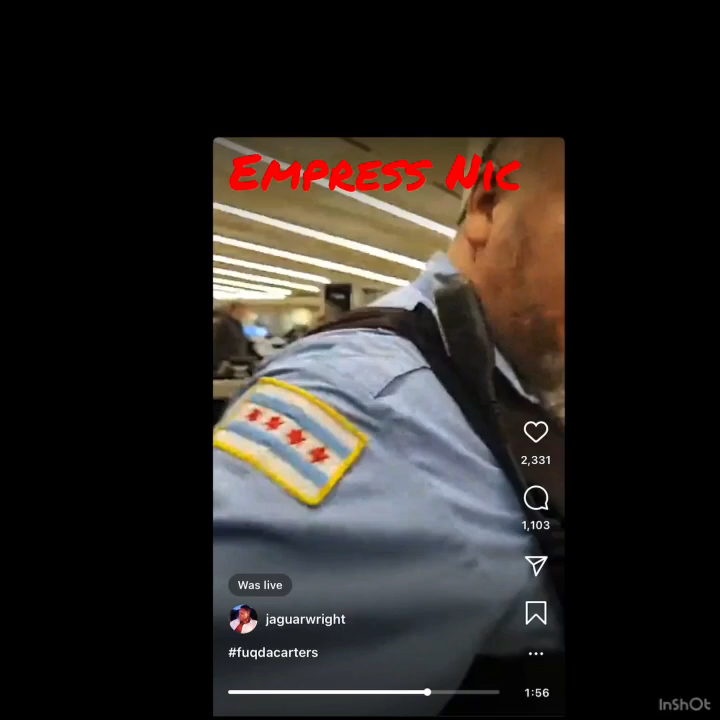 Empress Nic
2,331
1,103
Was live
jaguarwright
#fuqdacarters
1:56
InShOt